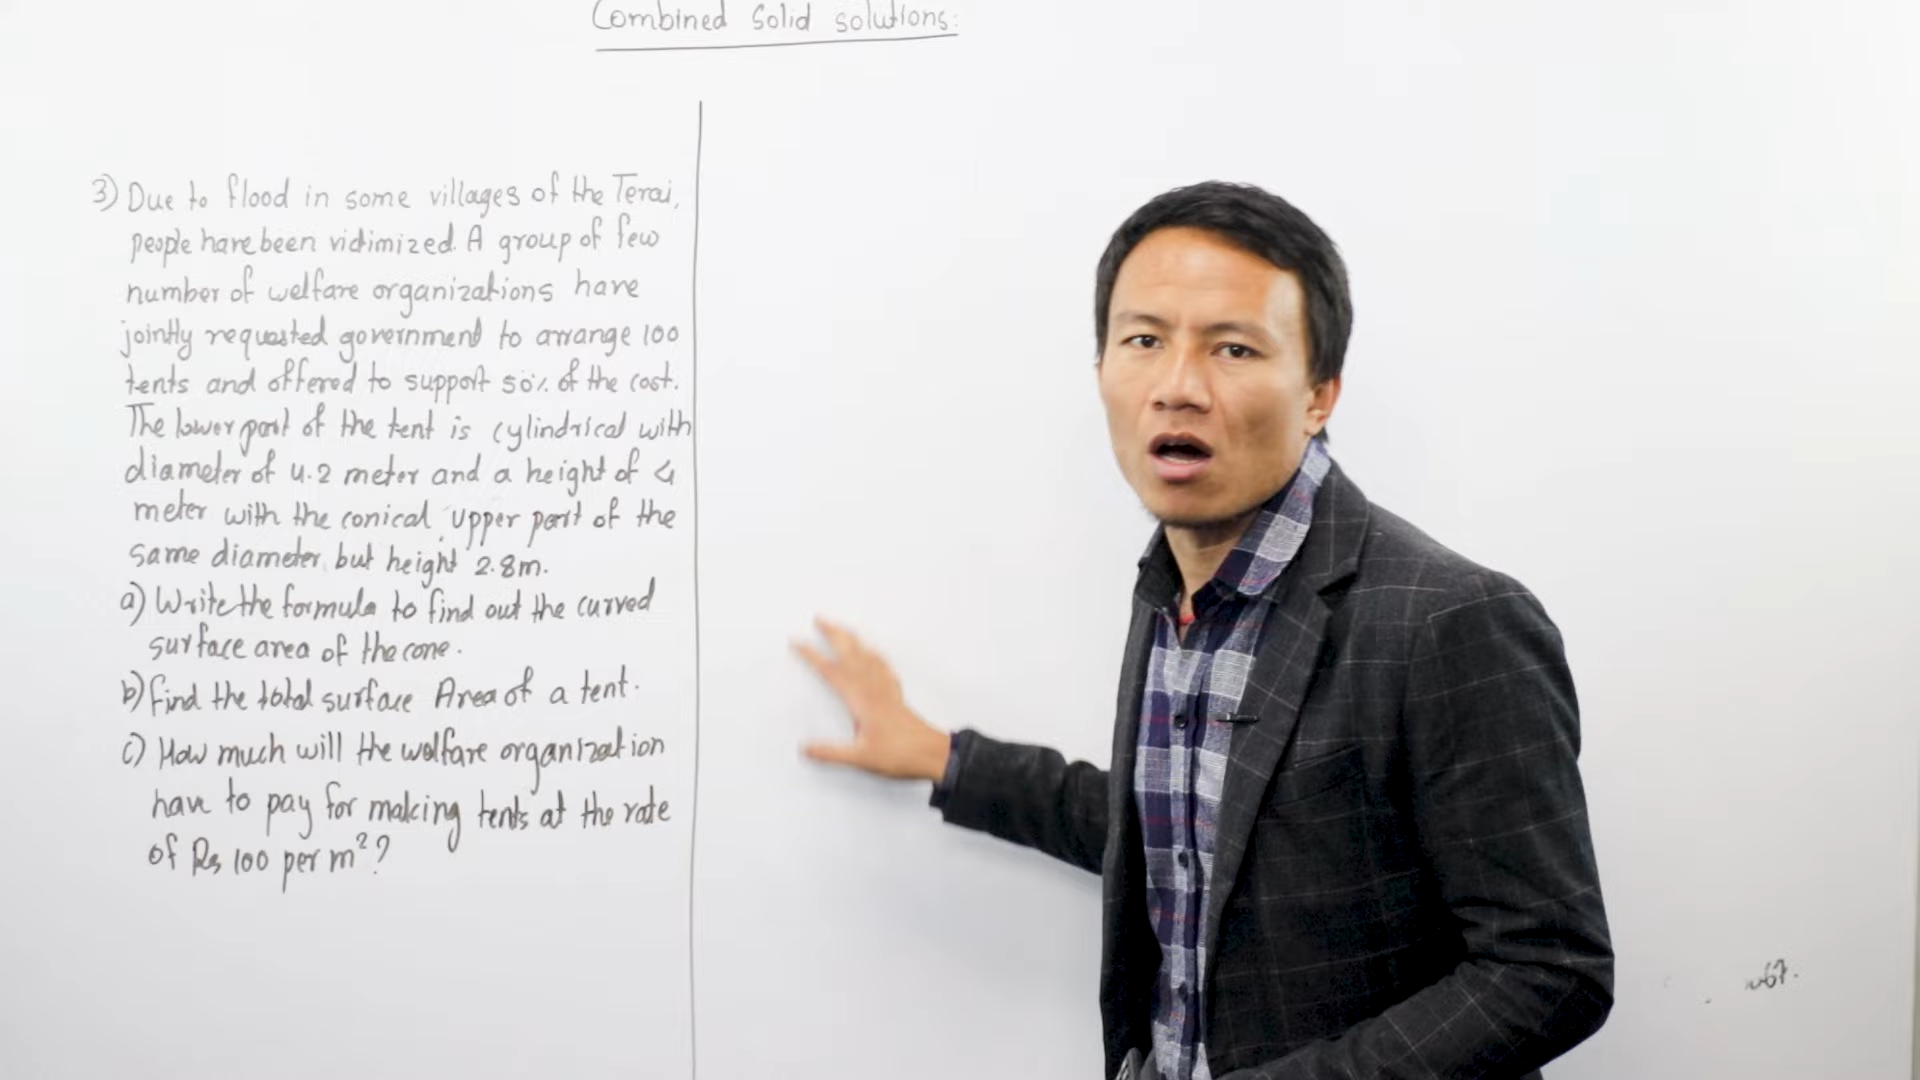 Combined Solid solutions:
3) Due to flood in some villages of the Terai,
people have been victimized. A group of few
number of welfare organizations have
jointly requested government to arrange 100
tents and offered to support 50% of the cost.
The lower part of the tent is cylindrical with
diameter of 4.2 meter and a height of 4
meter with the conical upper part of the
same diameter but height 2.8m.
a) Write the formula to find out the curved
surface area of the cone.
b) Find the total surface Area of a tent.
c) How much will the welfare organization
have to pay for making tents at the rate
of Rs 100 per m²?